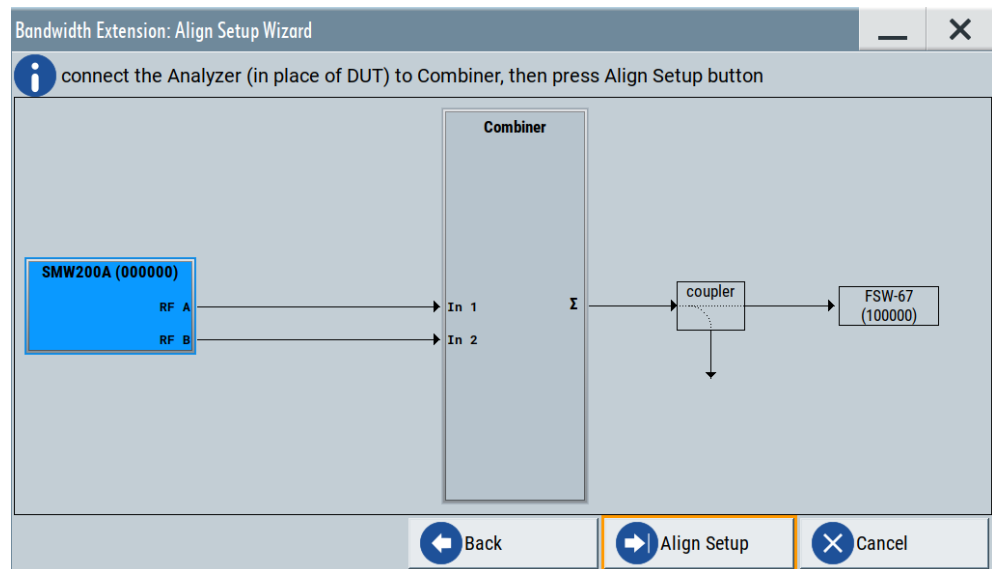 Bandwidth Extension: Align Setup Wizard
connect the Analyzer (in place of DUT) to Combiner, then press Align Setup button
Combiner
SMW200A (000000)
RF A
RF B
In 1
In 2
Σ
coupler
FSW-67
(100000)
Back
Align Setup
Cancel